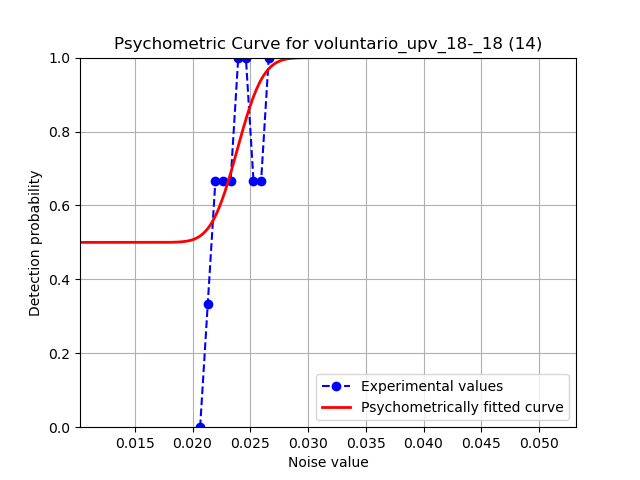 Psychometric Curve for voluntario_upv_18-_18 (14)
Detection probability
1.0
0.8
0.6
0.4
0.2
0.0
Experimental values
Psychometrically fitted curve
0.015 0.020 0.025 0.030 0.035 0.040 0.045 0.050
Noise value